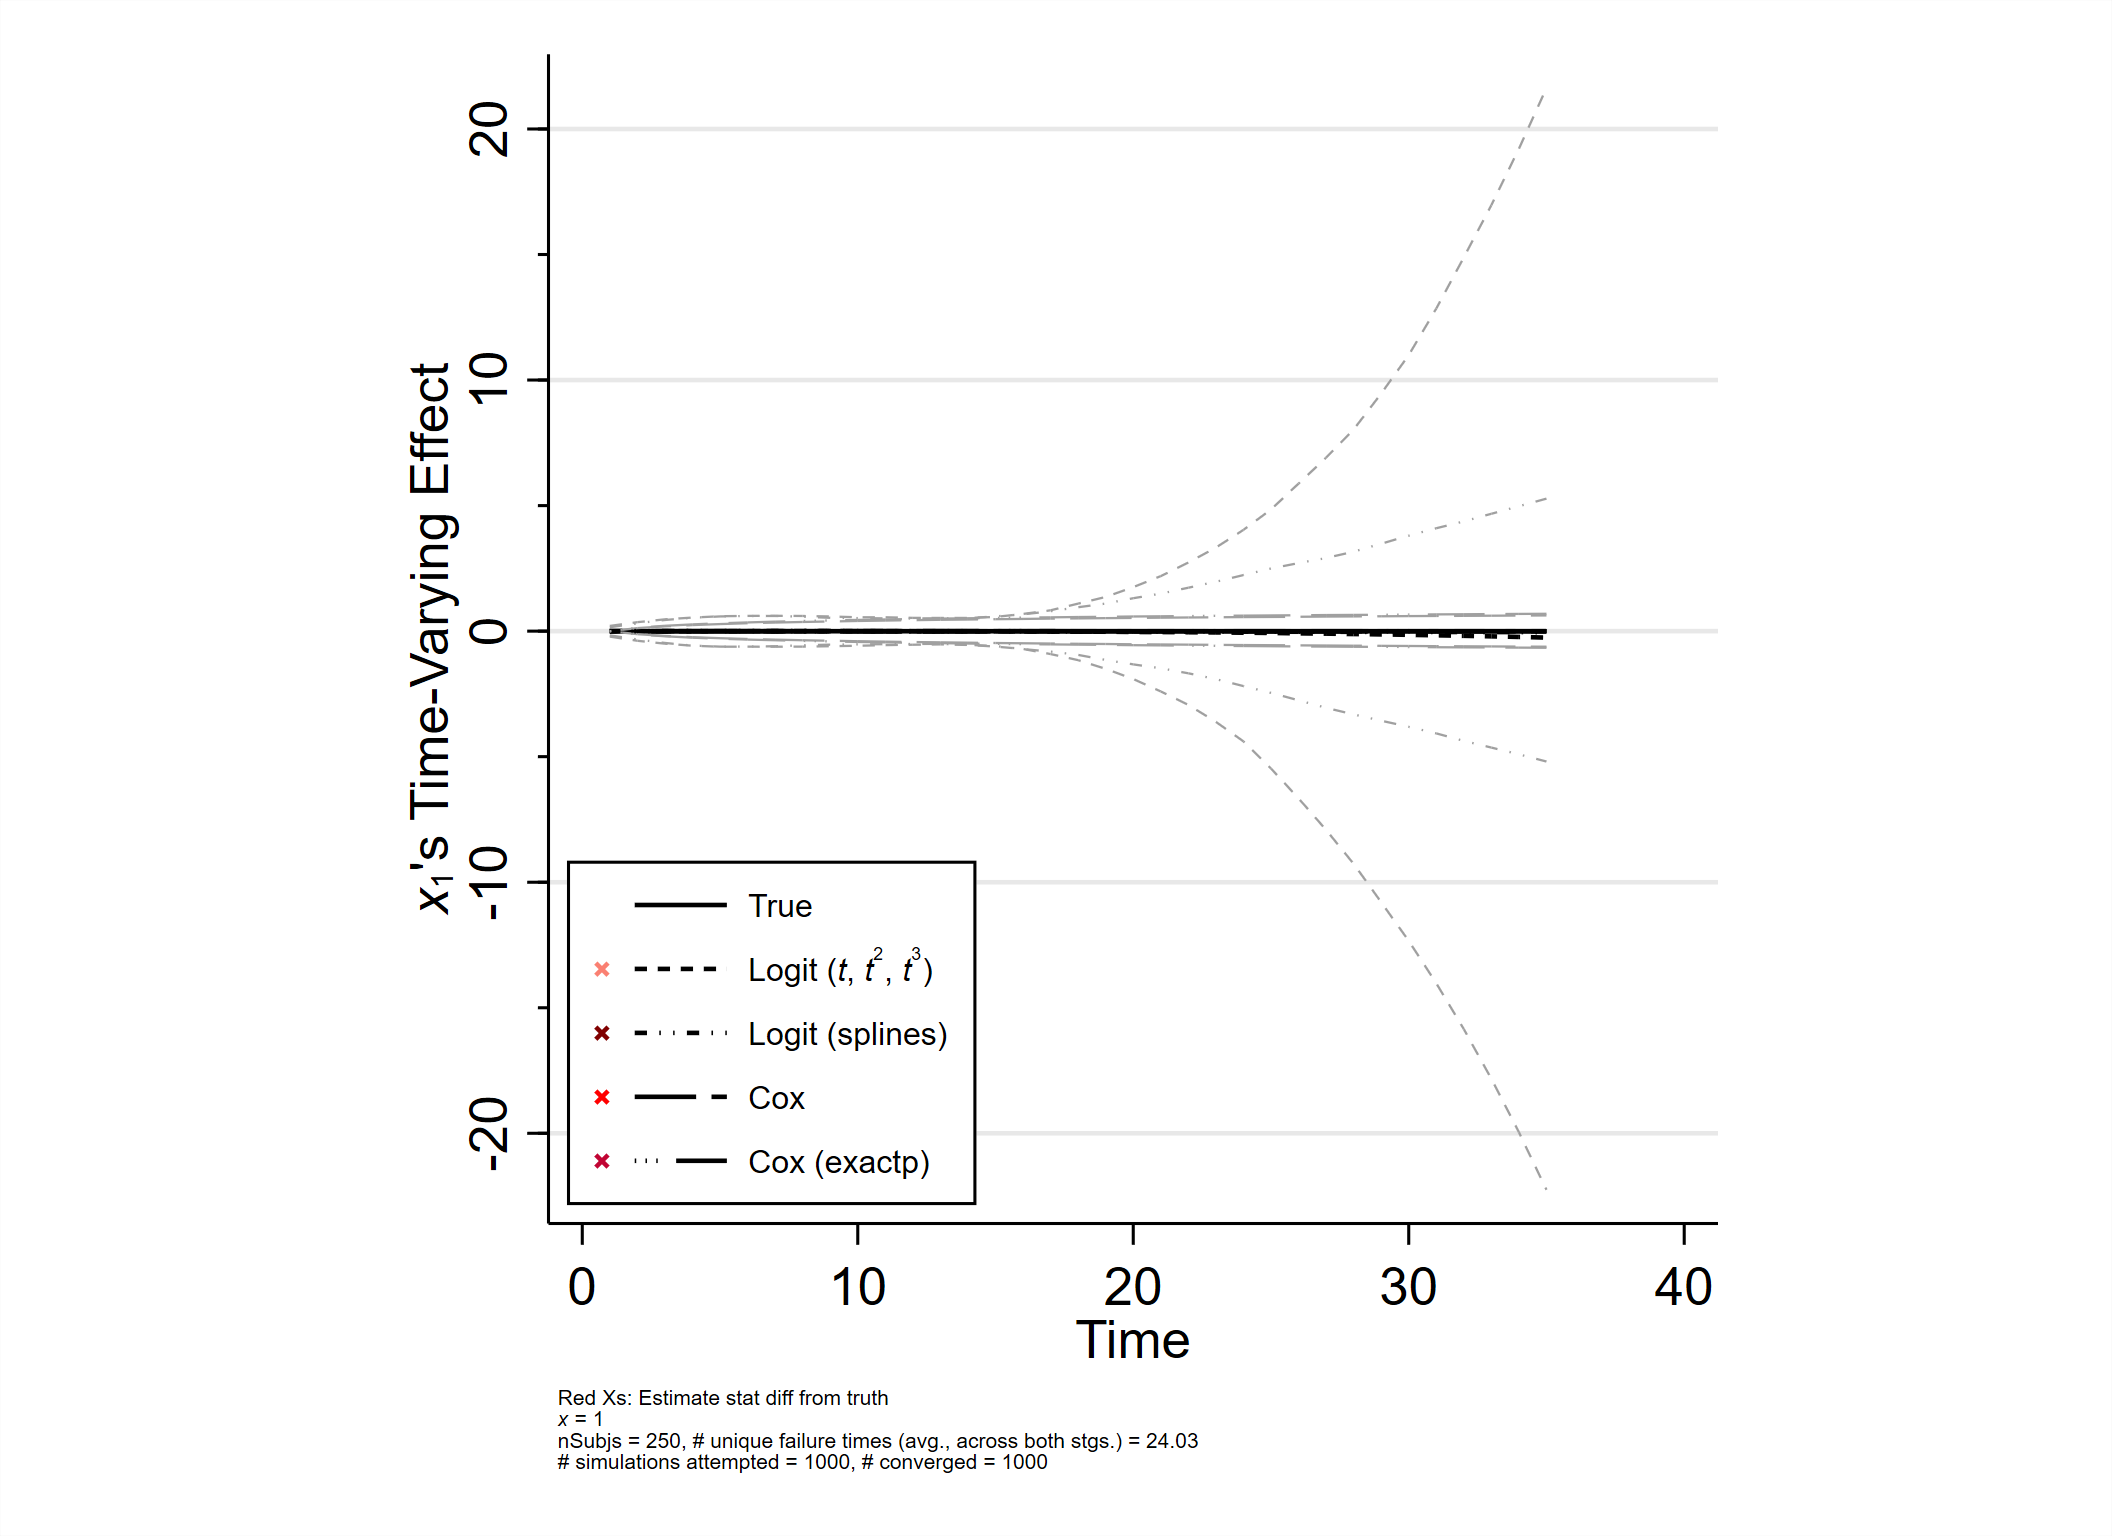 20
10
0
-10
-20
x₁'s Time-Varying Effect
True
Logit (t, t², t³)
Logit (splines)
Cox
Cox (exactp)
0 10 20 30 40
Time
Red Xs: Estimate stat diff from truth
x = 1
nSubjs = 250, # unique failure times (avg., across both stgs.) = 24.03
# simulations attempted = 1000, # converged = 1000